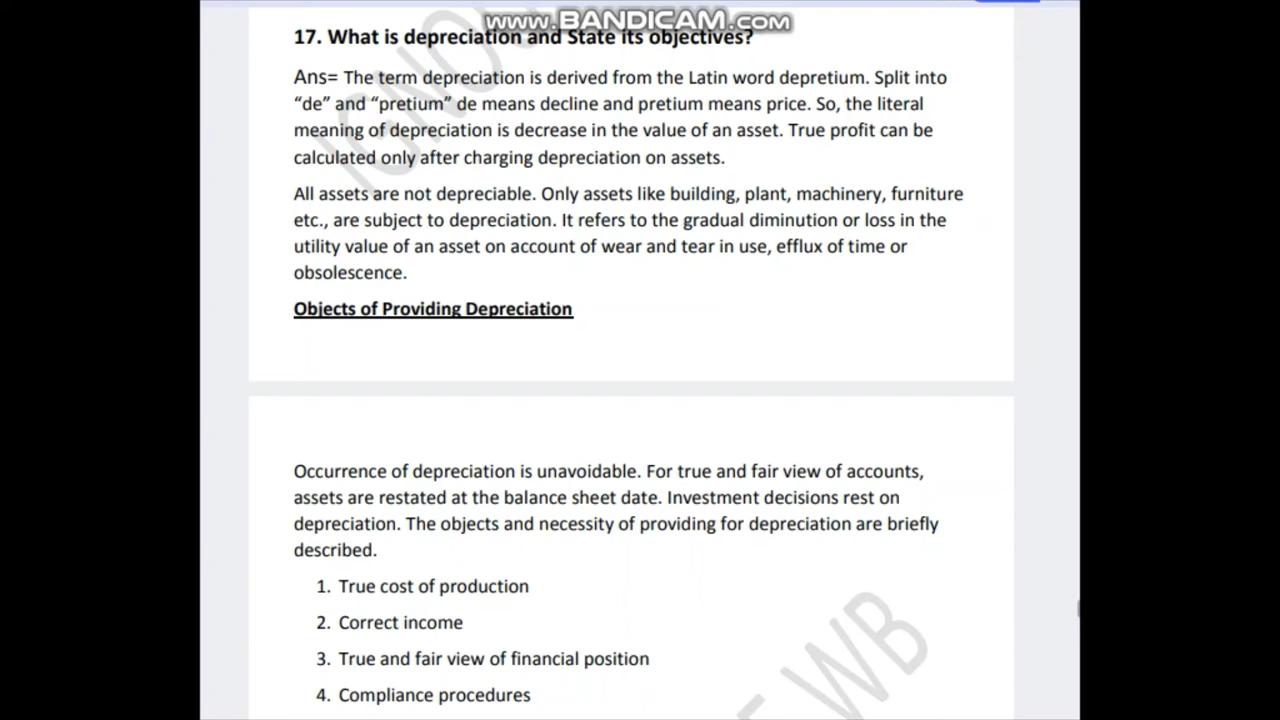 www.BANDICAM.com
17. What is depreciation and State its objectives?
Ans= The term depreciation is derived from the Latin word depretium. Split into
“de” and “pretium” de means decline and pretium means price. So, the literal
meaning of depreciation is decrease in the value of an asset. True profit can be
calculated only after charging depreciation on assets.
All assets are not depreciable. Only assets like building, plant, machinery, furniture
etc., are subject to depreciation. It refers to the gradual diminution or loss in the
utility value of an asset on account of wear and tear in use, efflux of time or
obsolescence.
Objects of Providing Depreciation
Occurrence of depreciation is unavoidable. For true and fair view of accounts,
assets are restated at the balance sheet date. Investment decisions rest on
depreciation. The objects and necessity of providing for depreciation are briefly
described.
1. True cost of production
2. Correct income
3. True and fair view of financial position
4. Compliance procedures
WB